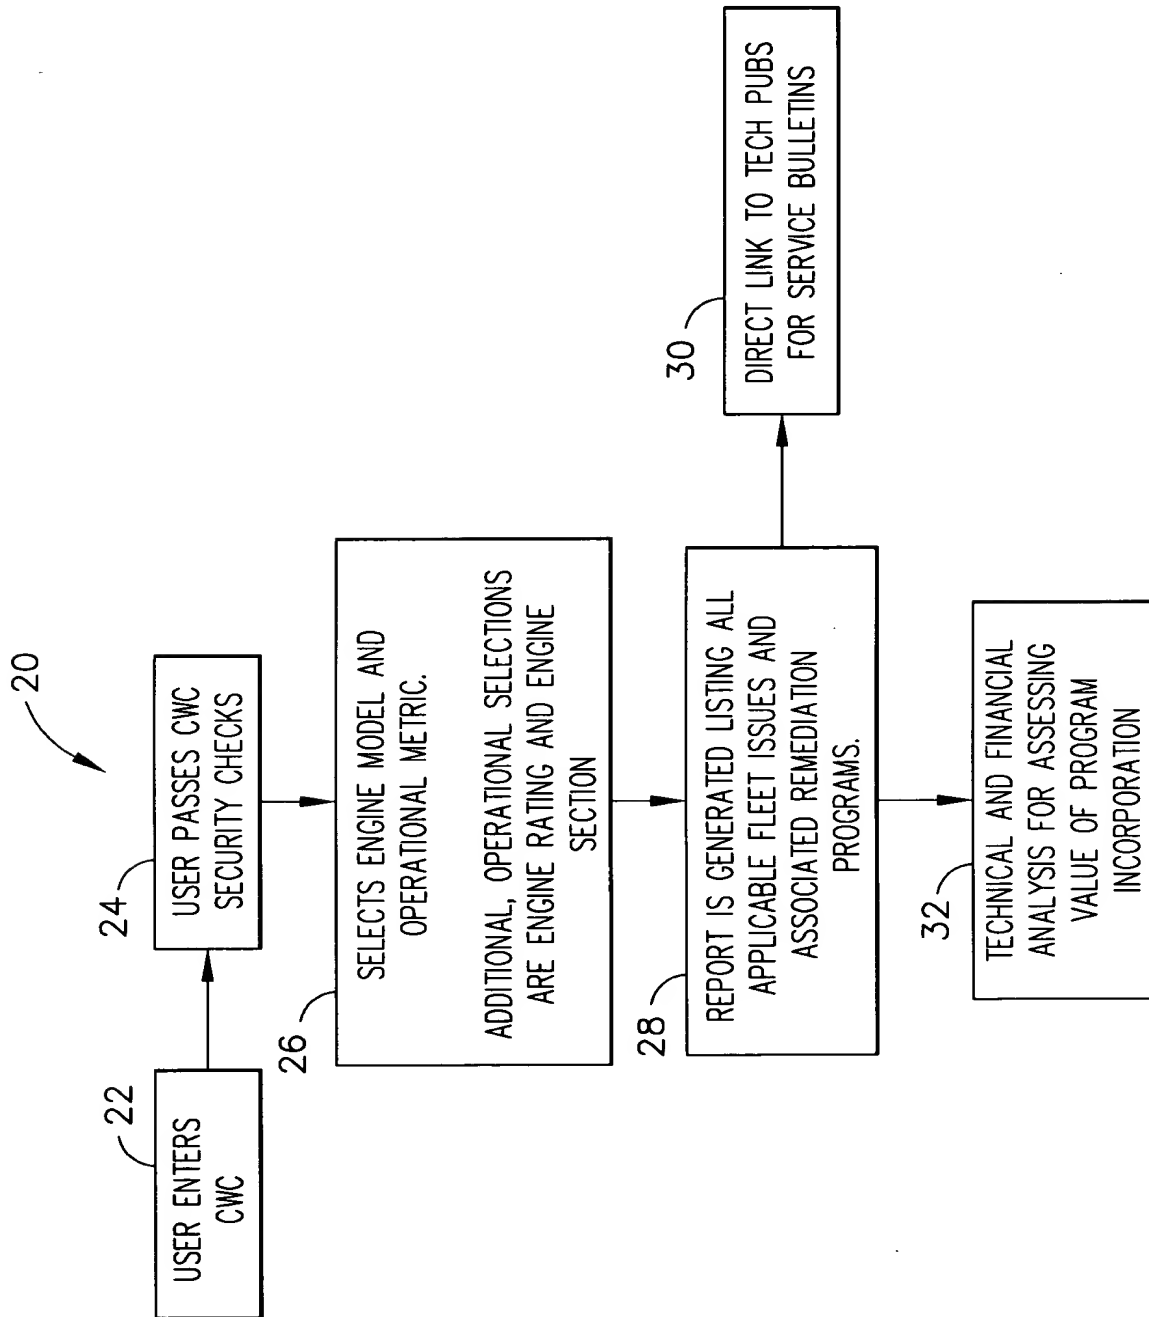 20
22
USER ENTERS
CWC
24
USER PASSES CWC
SECURITY CHECKS
26
SELECTS ENGINE MODEL AND
OPERATIONAL METRIC.
ADDITIONAL, OPERATIONAL SELECTIONS
ARE ENGINE RATING AND ENGINE
SECTION
28
REPORT IS GENERATED LISTING ALL
APPLICABLE FLEET ISSUES AND
ASSOCIATED REMEDIATION
PROGRAMS.
30
DIRECT LINK TO TECH PUBS
FOR SERVICE BULLETINS
32
TECHNICAL AND FINANCIAL
ANALYSIS FOR ASSESSING
VALUE OF PROGRAM
INCORPORATION